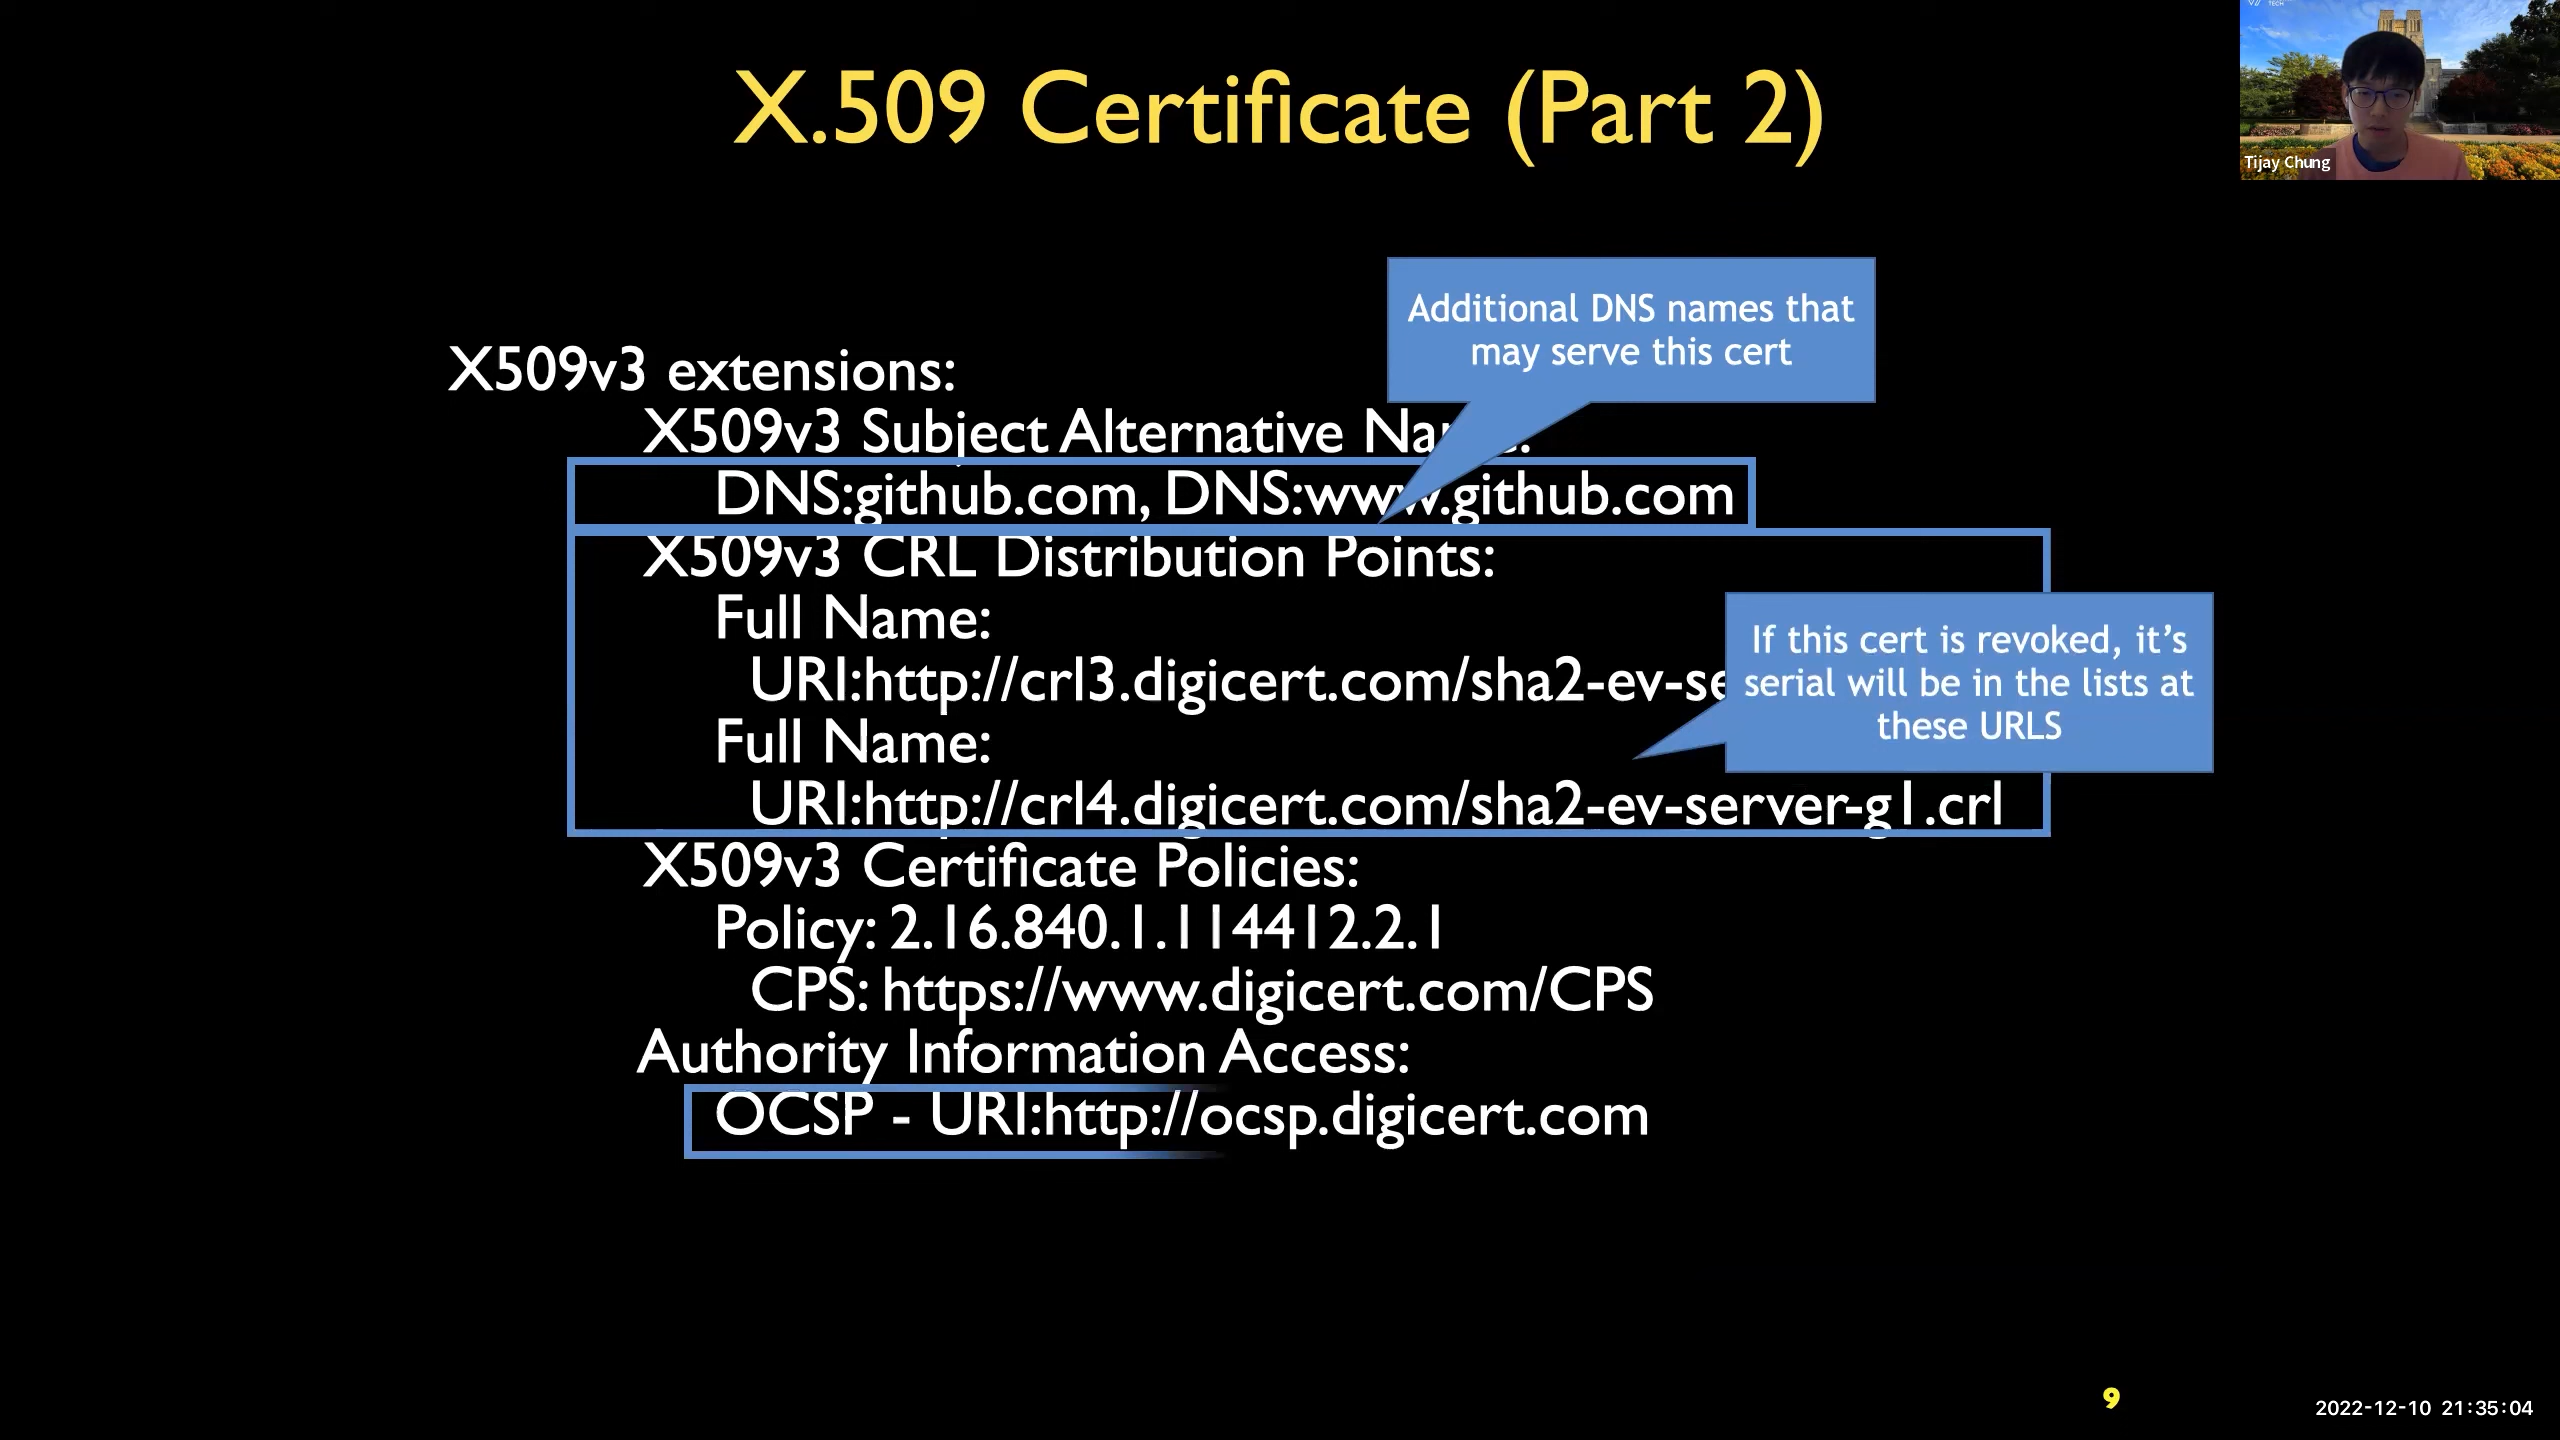 TECH
Tijay Chung
X.509 Certificate (Part 2)
Additional DNS names that
may serve this cert
X509v3 extensions:
X509v3 Subject Alternative
DNS:github.com, DNS:www.github.com
X509v3 CRL Distribution Points:
Full Name:
URI:http://crl3.digicert.com/sha2-ev-se
If this cert is revoked, it's
serial will be in the lists at
these URLS
Full Name:
URI:http://crl4.digicert.com/sha2-ev-server-g1.crl
X509v3 Certificate Policies:
Policy: 2.16.840.1.114412.2.1
CPS: https://www.digicert.com/CPS
Authority Information Access:
OCSP - URI:http://ocsp.digicert.com
9
2022-12-10 21:35:04